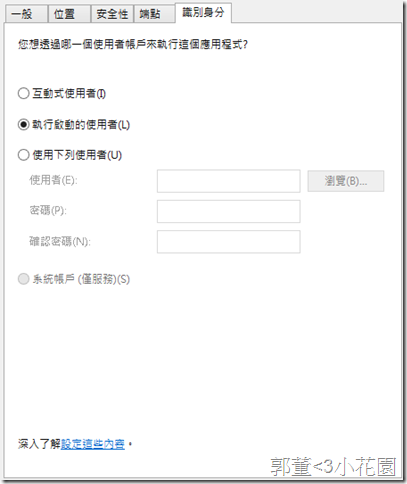 一般 位置 安全性 端點 識別身分
您想透過哪一個使用者帳戶來執行這個應用程式?
互動式使用者(I)
執行啟動的使用者(L)
使用下列使用者(U)
使用者(E): 瀏覽(B)...
密碼(P):
確認密碼(N):
系統帳戶 (僅服務)(S)
深入了解設定這些內容。
郭董<3小花園